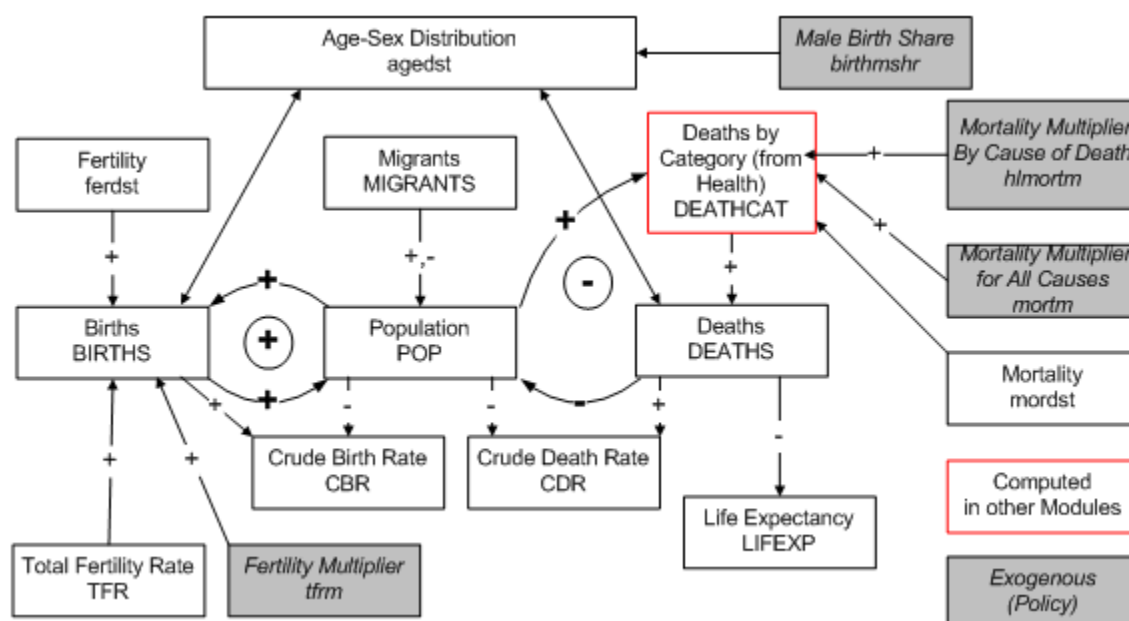 Age-Sex Distribution
agedst
Male Birth Share
birthmshr
Fertility
ferdst
Migrants
MIGRANTS
Deaths by
Category (from
Health)
DEATHCAT
Mortality Multiplier
By Cause of Death
hlmortm
+
+
+
+,-
+
-
+
+
Mortality Multiplier
for All Causes
mortm
Births
BIRTHS
+
Population
POP
Deaths
DEATHS
+
-
Mortality
mordst
+
-
-
+
-
Crude Birth Rate
CBR
Crude Death Rate
CDR
+
+
Life Expectancy
LIFEXP
Computed
in other Modules
Total Fertility Rate
TFR
Fertility Multiplier
tfrm
Exogenous
(Policy)